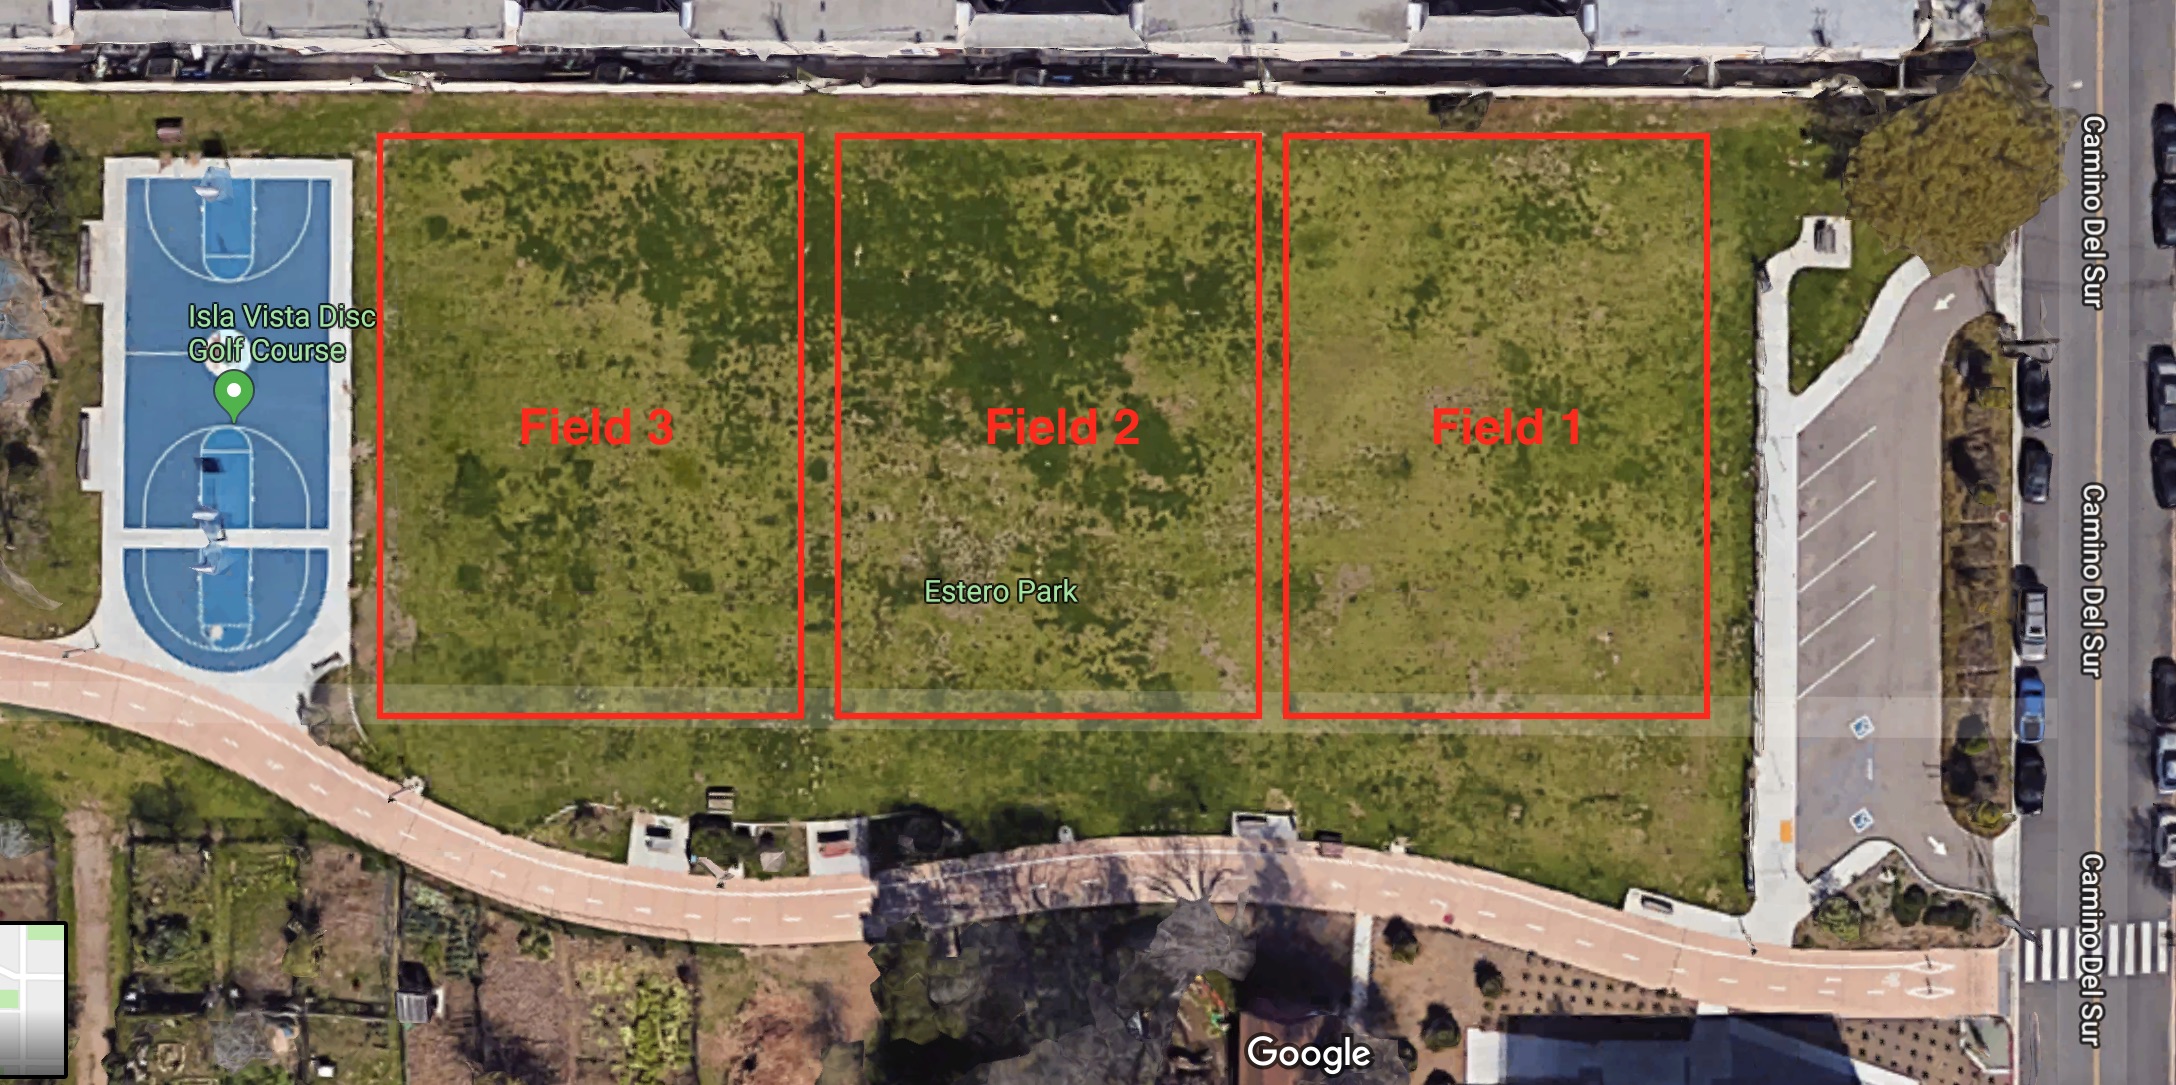 Camino Del Sur
Isla Vista Disc
Golf Course
Field 3
Field 2
Field 1
Camino Del Sur
Estero Park
Camino Del Sur
Google